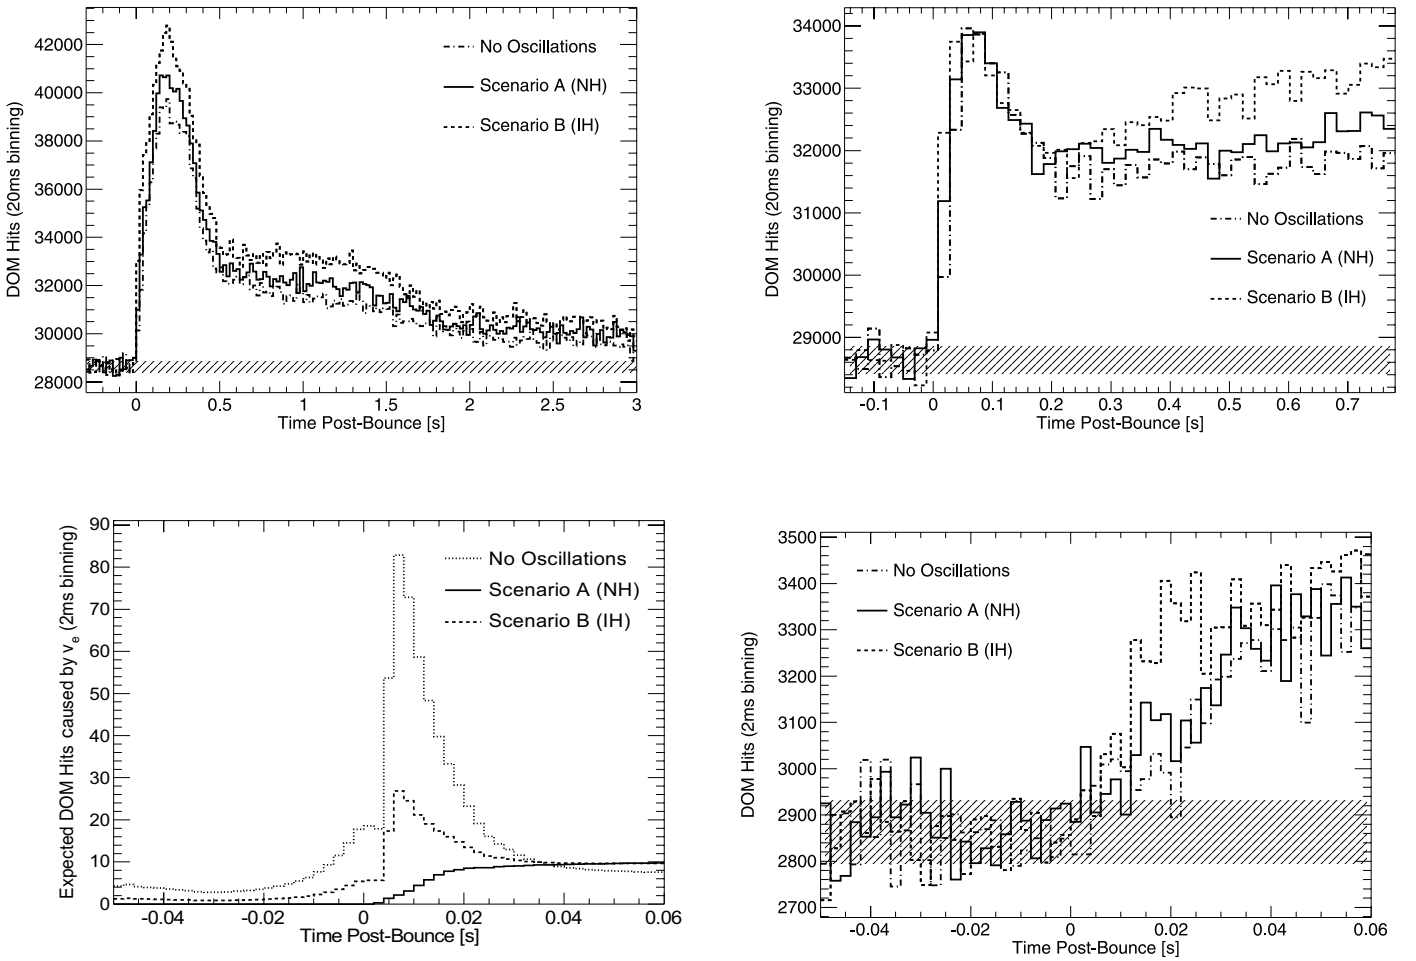 DOM Hits (20ms binning)
42000
40000
38000
36000
34000
32000
30000
28000
No Oscillations
Scenario A (NH)
Scenario B (IH)
0 0.5 1 1.5 2 2.5 3
Time Post-Bounce [s]
DOM Hits (20ms binning)
34000
33000
32000
31000
30000
29000
No Oscillations
Scenario A (NH)
Scenario B (IH)
-0.1 0 0.1 0.2 0.3 0.4 0.5 0.6 0.7
Time Post-Bounce [s]
Expected DOM Hits caused by νe (2ms binning)
90
80
70
60
50
40
30
20
10
0
No Oscillations
Scenario A (NH)
Scenario B (IH)
-0.04 -0.02 0 0.02 0.04 0.06
Time Post-Bounce [s]
DOM Hits (2ms binning)
3500
3400
3300
3200
3100
3000
2900
2800
2700
No Oscillations
Scenario A (NH)
Scenario B (IH)
-0.04 -0.02 0 0.02 0.04 0.06
Time Post-Bounce [s]